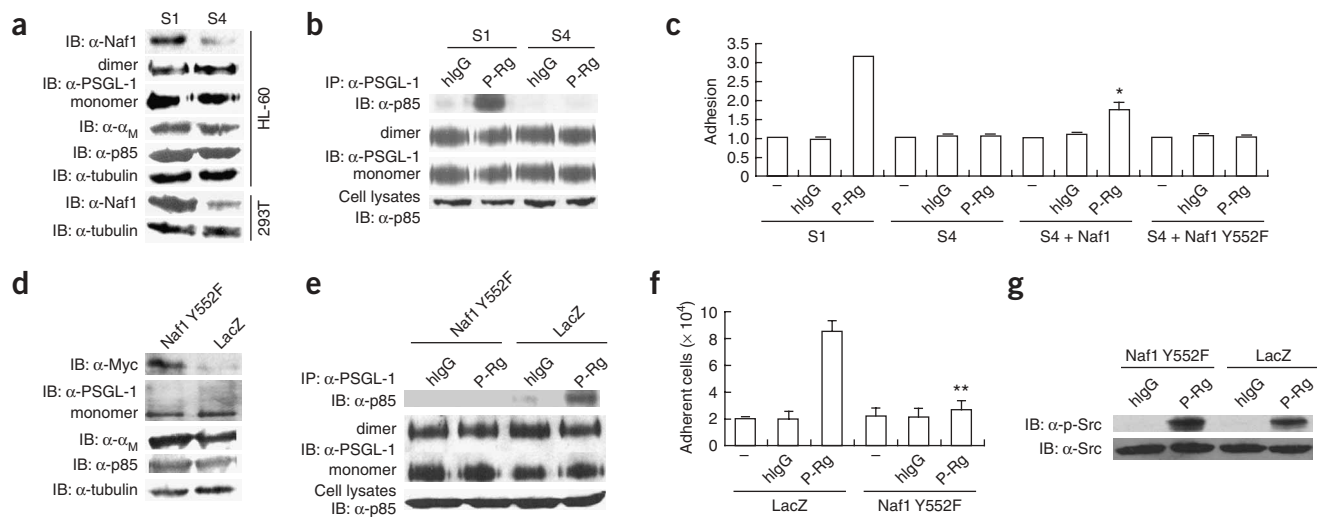 a
S1 S4
IB: α-Naf1
dimer
IB: α-PSGL-1
monomer
IB: α-αM
IB: α-p85
IB: α-tubulin
HL-60
IB: α-Naf1
IB: α-tubulin
293T
b
S1 S4
hIgG P-Rg hIgG P-Rg
IP: α-PSGL-1
IB: α-p85
dimer
IB: α-PSGL-1
monomer
Cell lysates
IB: α-p85
c
Adhesion
3.5
3.0
2.5
2.0
1.5
1.0
0.5
0
*
– hIgG P-Rg – hIgG P-Rg – hIgG P-Rg – hIgG P-Rg
S1 S4 S4 + Naf1 S4 + Naf1 Y552F
d
Naf1 Y552F LacZ
IB: α-Myc
IB: α-PSGL-1
monomer
IB: α-αM
IB: α-p85
IB: α-tubulin
e
Naf1 Y552F LacZ
hIgG P-Rg hIgG P-Rg
IP: α-PSGL-1
IB: α-p85
dimer
IB: α-PSGL-1
monomer
Cell lysates
IB: α-p85
f
Adherent cells (× 10⁴)
10
8
6
4
2
0
**
– hIgG P-Rg – hIgG P-Rg
LacZ Naf1 Y552F
g
Naf1 Y552F LacZ
hIgG P-Rg hIgG P-Rg
IB: α-p-Src
IB: α-Src